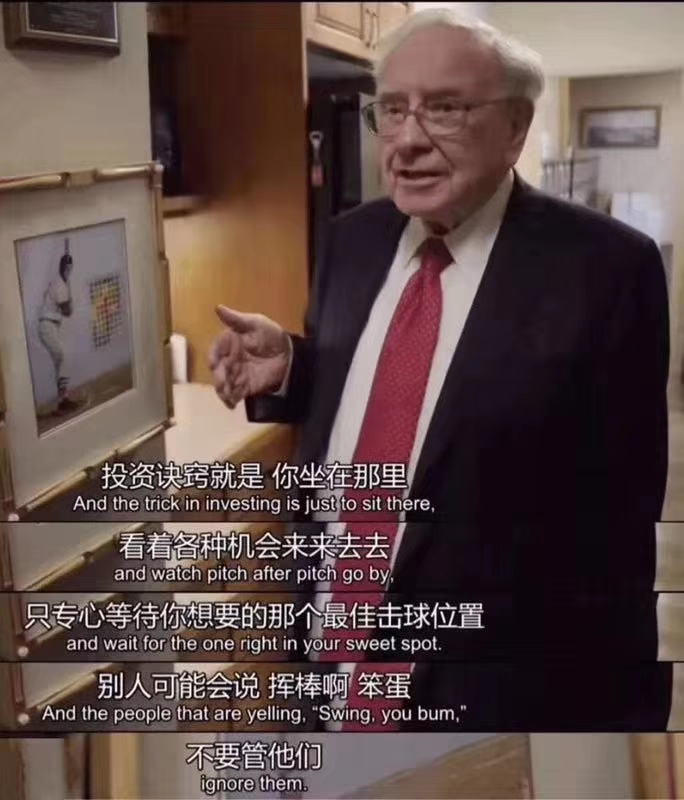 投资诀窍就是 你坐在那里
And the trick in investing is just to sit there,
看着各种机会来来去去
and watch pitch after pitch go by,
只专心等待你想要的那个最佳击球位置
and wait for the one right in your sweet spot.
别人可能会说 挥棒啊 笨蛋
And the people that are yelling, “Swing, you bum,”
不要管他们
ignore them.